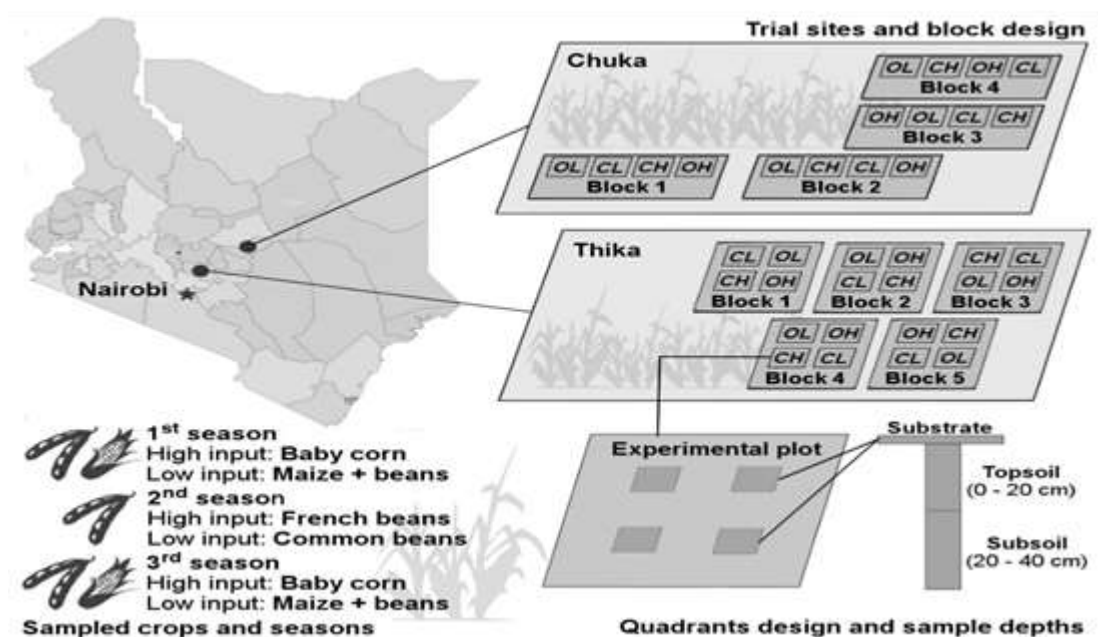 Trial sites and block design
Chuka
OL CH OH CL
Block 4
OH OL CL CH
Block 3
OL CL CH OH
Block 1
OL CH CL OH
Block 2
Thika
CL OL
CH OH
Block 1
OL OH
CL CH
Block 2
CH CL
OL OH
Block 3
OL OH
CH CL
Block 4
OH CH
CL OL
Block 5
Nairobi
1st season
High input: Baby corn
Low input: Maize + beans
2nd season
High input: French beans
Low input: Common beans
3rd season
High input: Baby corn
Low input: Maize + beans
Sampled crops and seasons
Experimental plot
Substrate
Topsoil
(0 - 20 cm)
Subsoil
(20 - 40 cm)
Quadrants design and sample depths